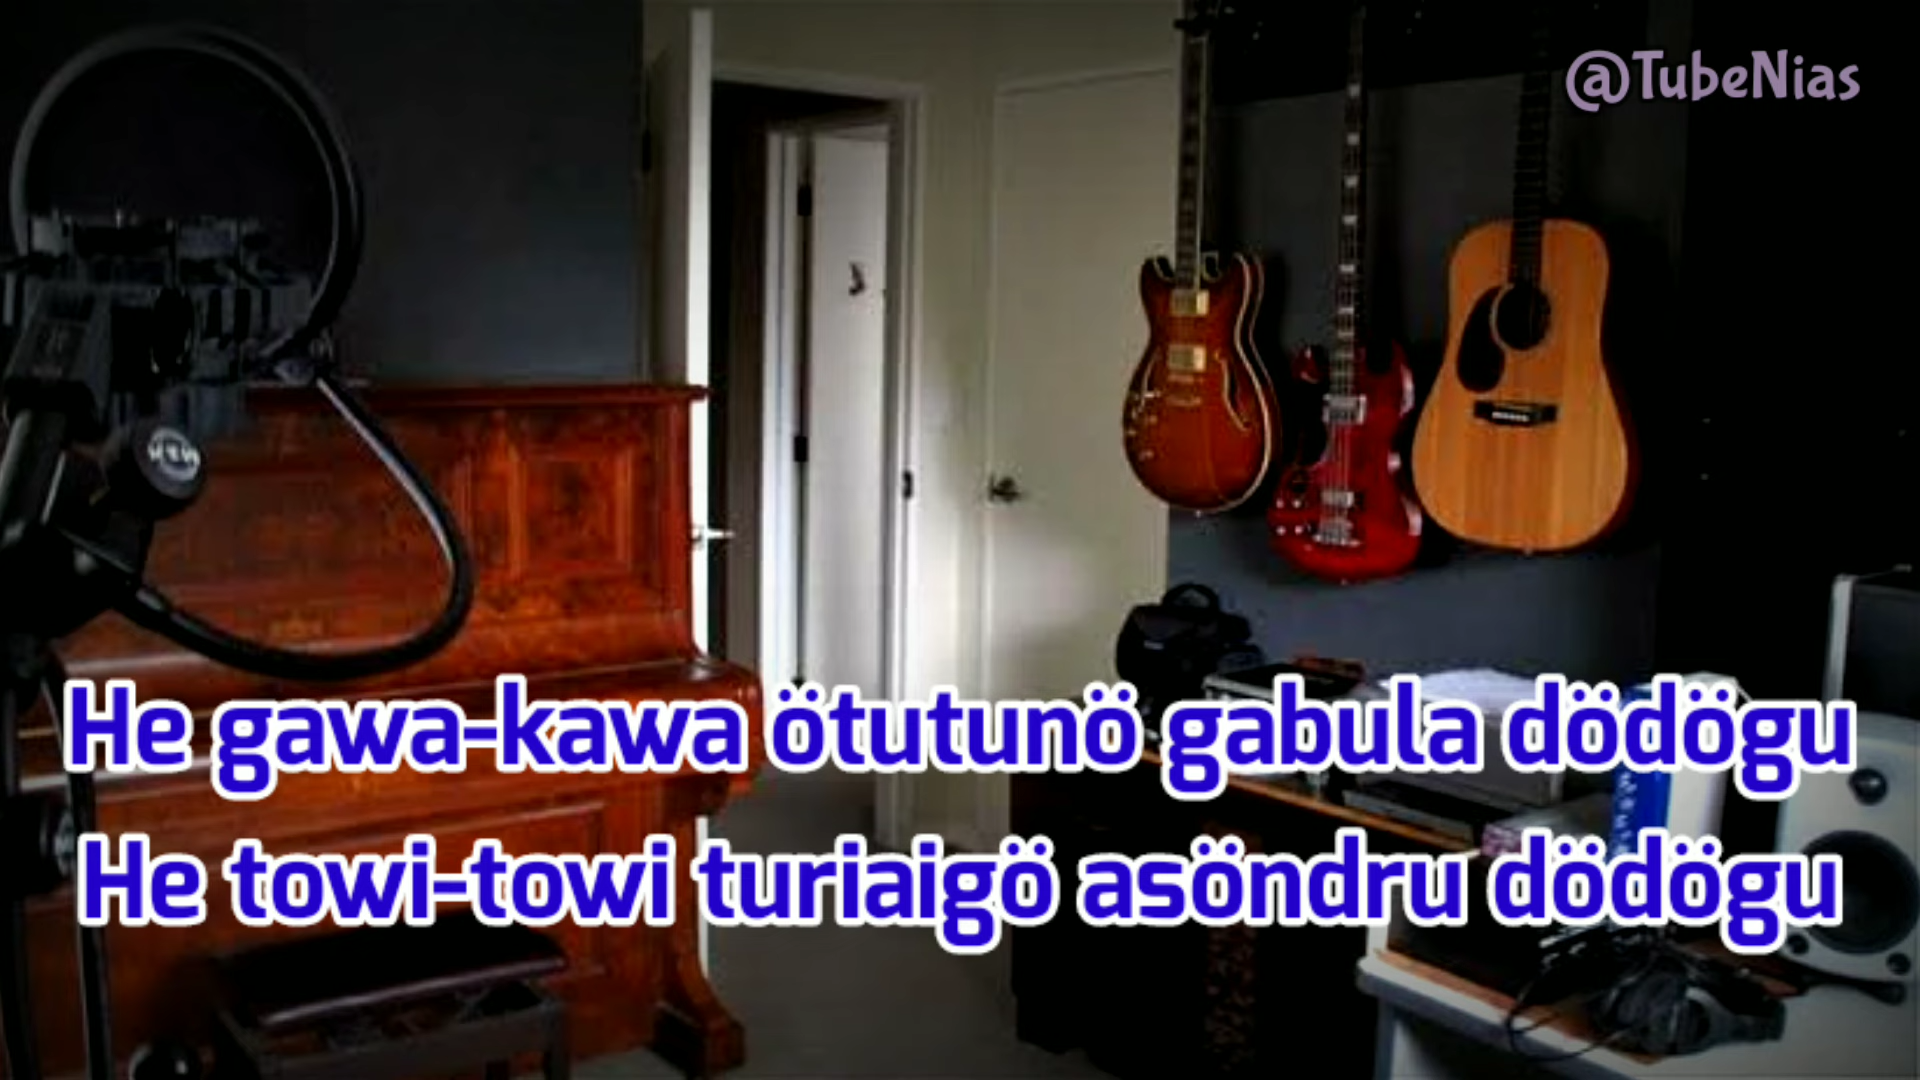 @TubeNias
He gawa-kawa ötutunö gabula dödögu
He towi-towi turiaigö asöndru dödögu